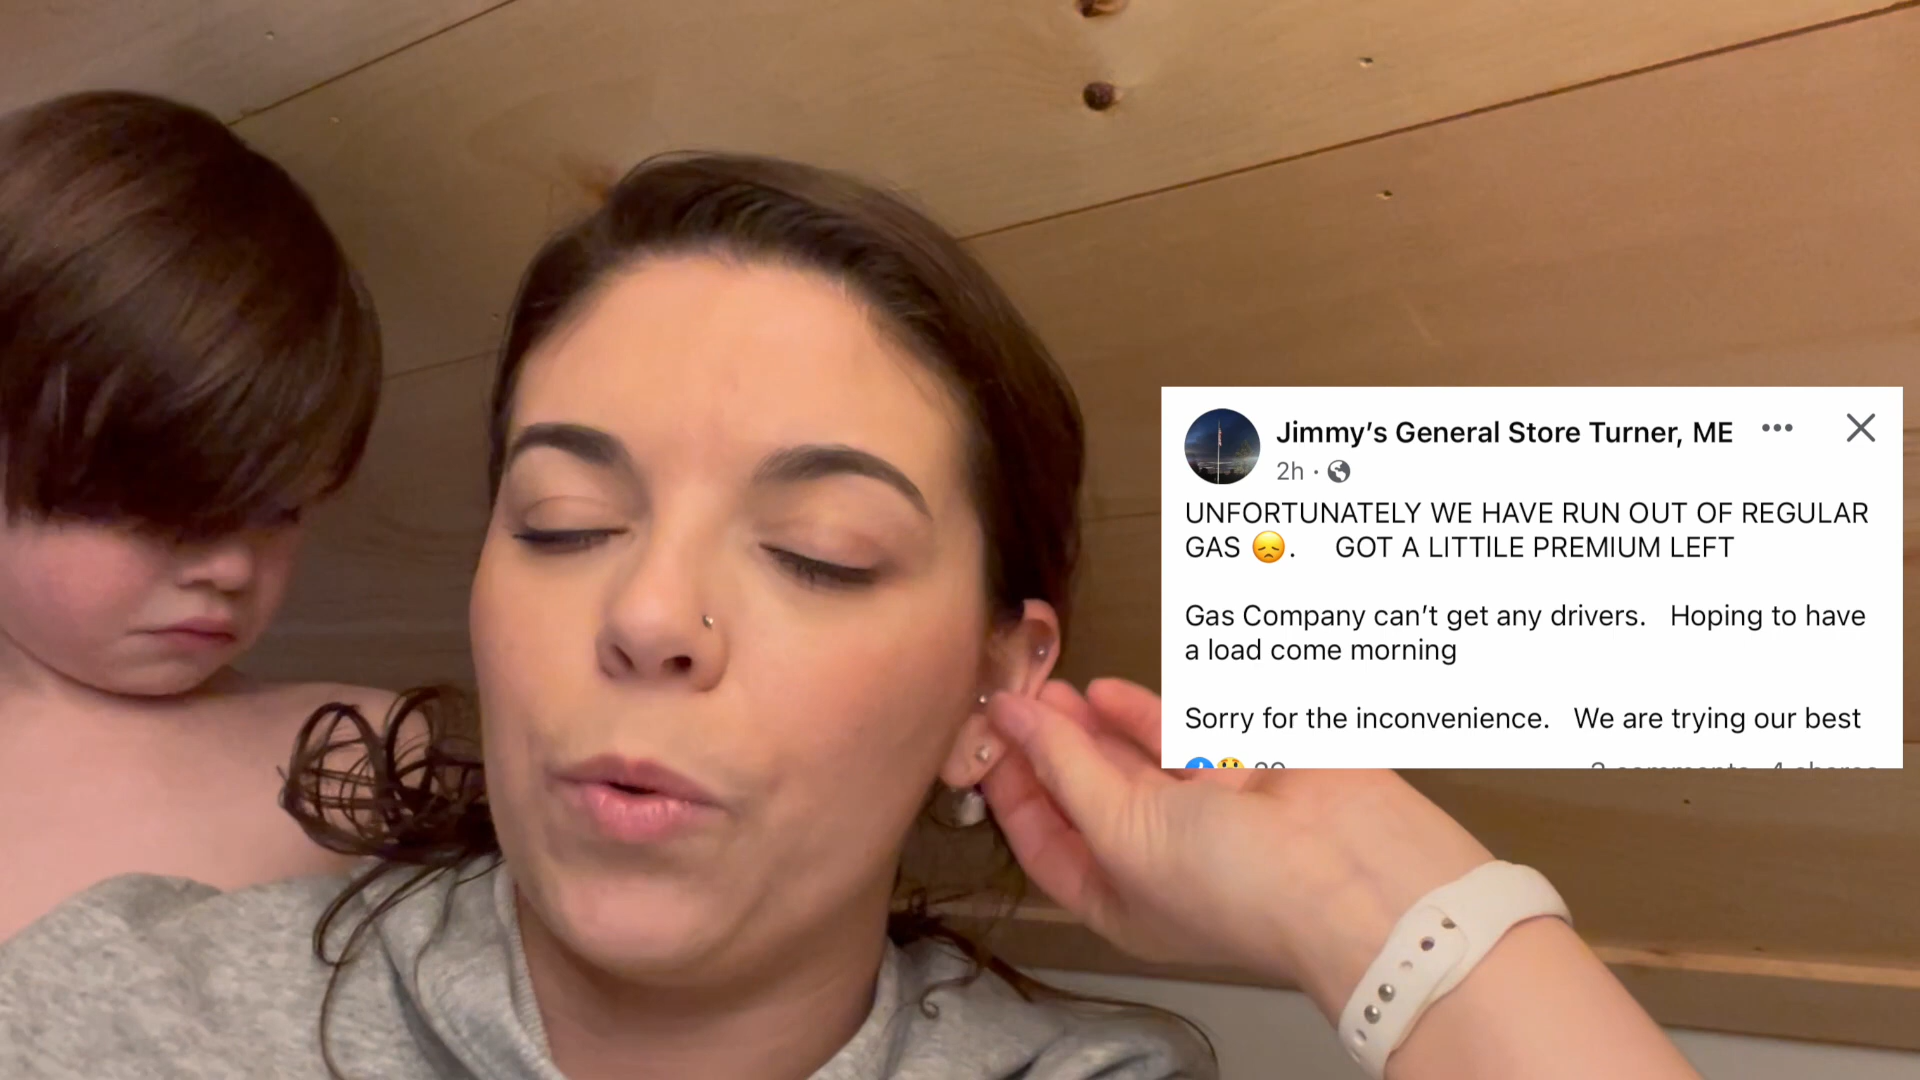 Jimmy’s General Store Turner, ME
2h ·
UNFORTUNATELY WE HAVE RUN OUT OF REGULAR
GAS 😞. GOT A LITTILE PREMIUM LEFT
Gas Company can’t get any drivers. Hoping to have
a load come morning
Sorry for the inconvenience. We are trying our best